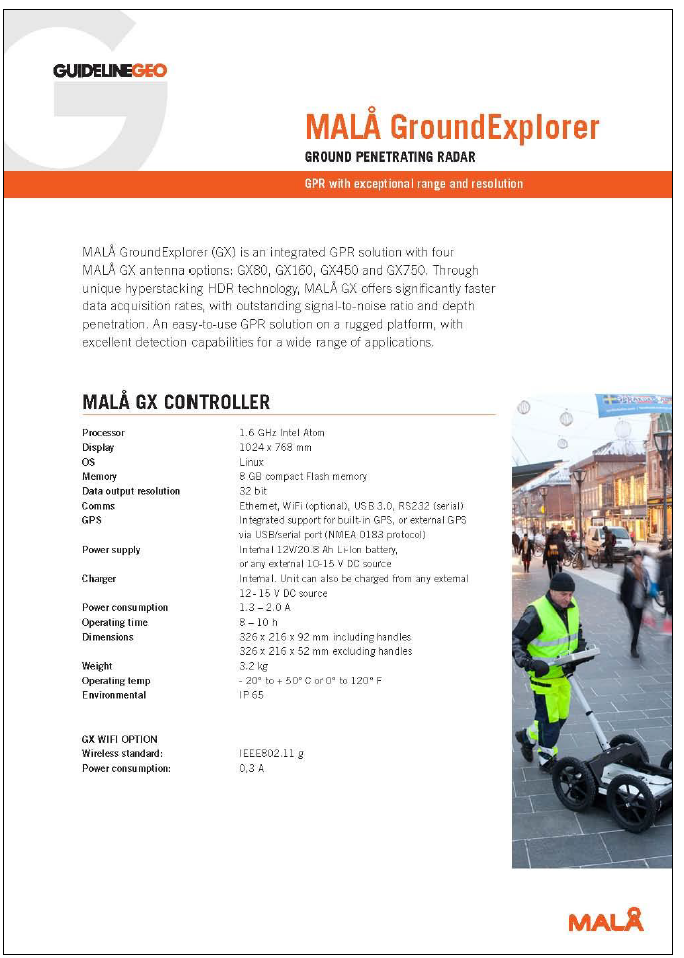 GUIDELINEGEO
MALÅ GroundExplorer
GROUND PENETRATING RADAR
GPR with exceptional range and resolution
MALÅ GroundExplorer (GX) is an integrated GPR solution with four
MALÅ GX antenna options: GX80, GX160, GX450 and GX750. Through
unique hyperstacking HDR technology, MALÅ GX offers significantly faster
data acquisition rates, with outstanding signal-to-noise ratio and depth
penetration. An easy-to-use GPR solution on a rugged platform, with
excellent detection capabilities for a wide range of applications.
MALÅ GX CONTROLLER
Processor 1.6 GHz Intel Atom
Display 1024 x 768 mm
OS Linux
Memory 8 GB compact Flash memory
Data output resolution 32 bit
Comms Ethernet, WiFi (optional), USB 3.0, RS232 (serial)
GPS Integrated support for built-in GPS, or external GPS
via USB/serial port (NMEA 0183 protocol)
Power supply Internal 12V/20.8 Ah Li-Ion battery,
or any external 10-15 V DC source
Charger Internal. Unit can also be charged from any external
12- 15 V DC source
Power consumption 1.3 – 2.0 A
Operating time 8 – 10 h
Dimensions 326 x 216 x 92 mm including handles
326 x 216 x 52 mm excluding handles
Weight 3.2 kg
Operating temp - 20° to + 50° C or 0° to 120° F
Environmental IP 65
GX WIFI OPTION
Wireless standard: IEEE802.11 g
Power consumption: 0,3 A
MALÅ